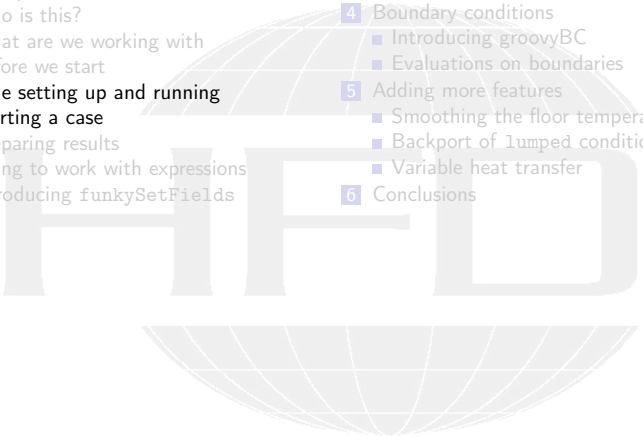 o is this?
at are we working with
fore we start
e setting up and running
rting a case
paring results
ing to work with expressions
roducing funkySetFields
4 Boundary conditions
Introducing groovyBC
Evaluations on boundaries
5 Adding more features
Smoothing the floor tempera
Backport of lumped conditio
Variable heat transfer
6 Conclusions
HFD